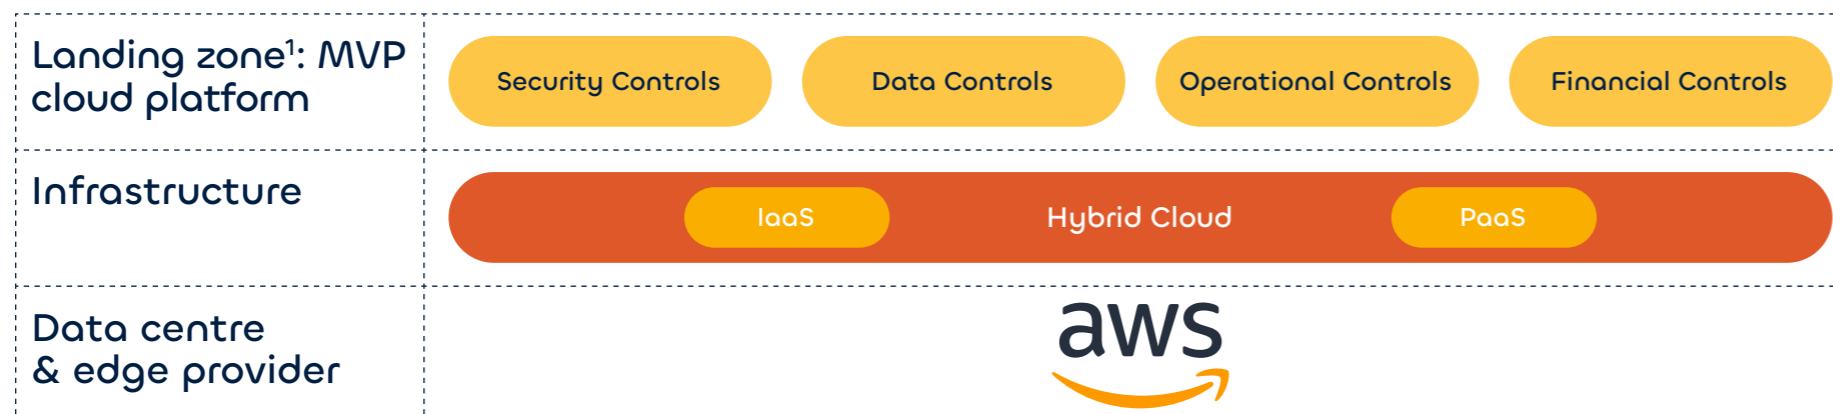 Landing zone¹: MVP
cloud platform
Security Controls
Data Controls
Operational Controls
Financial Controls
Infrastructure
IaaS
Hybrid Cloud
PaaS
Data centre
& edge provider
aws